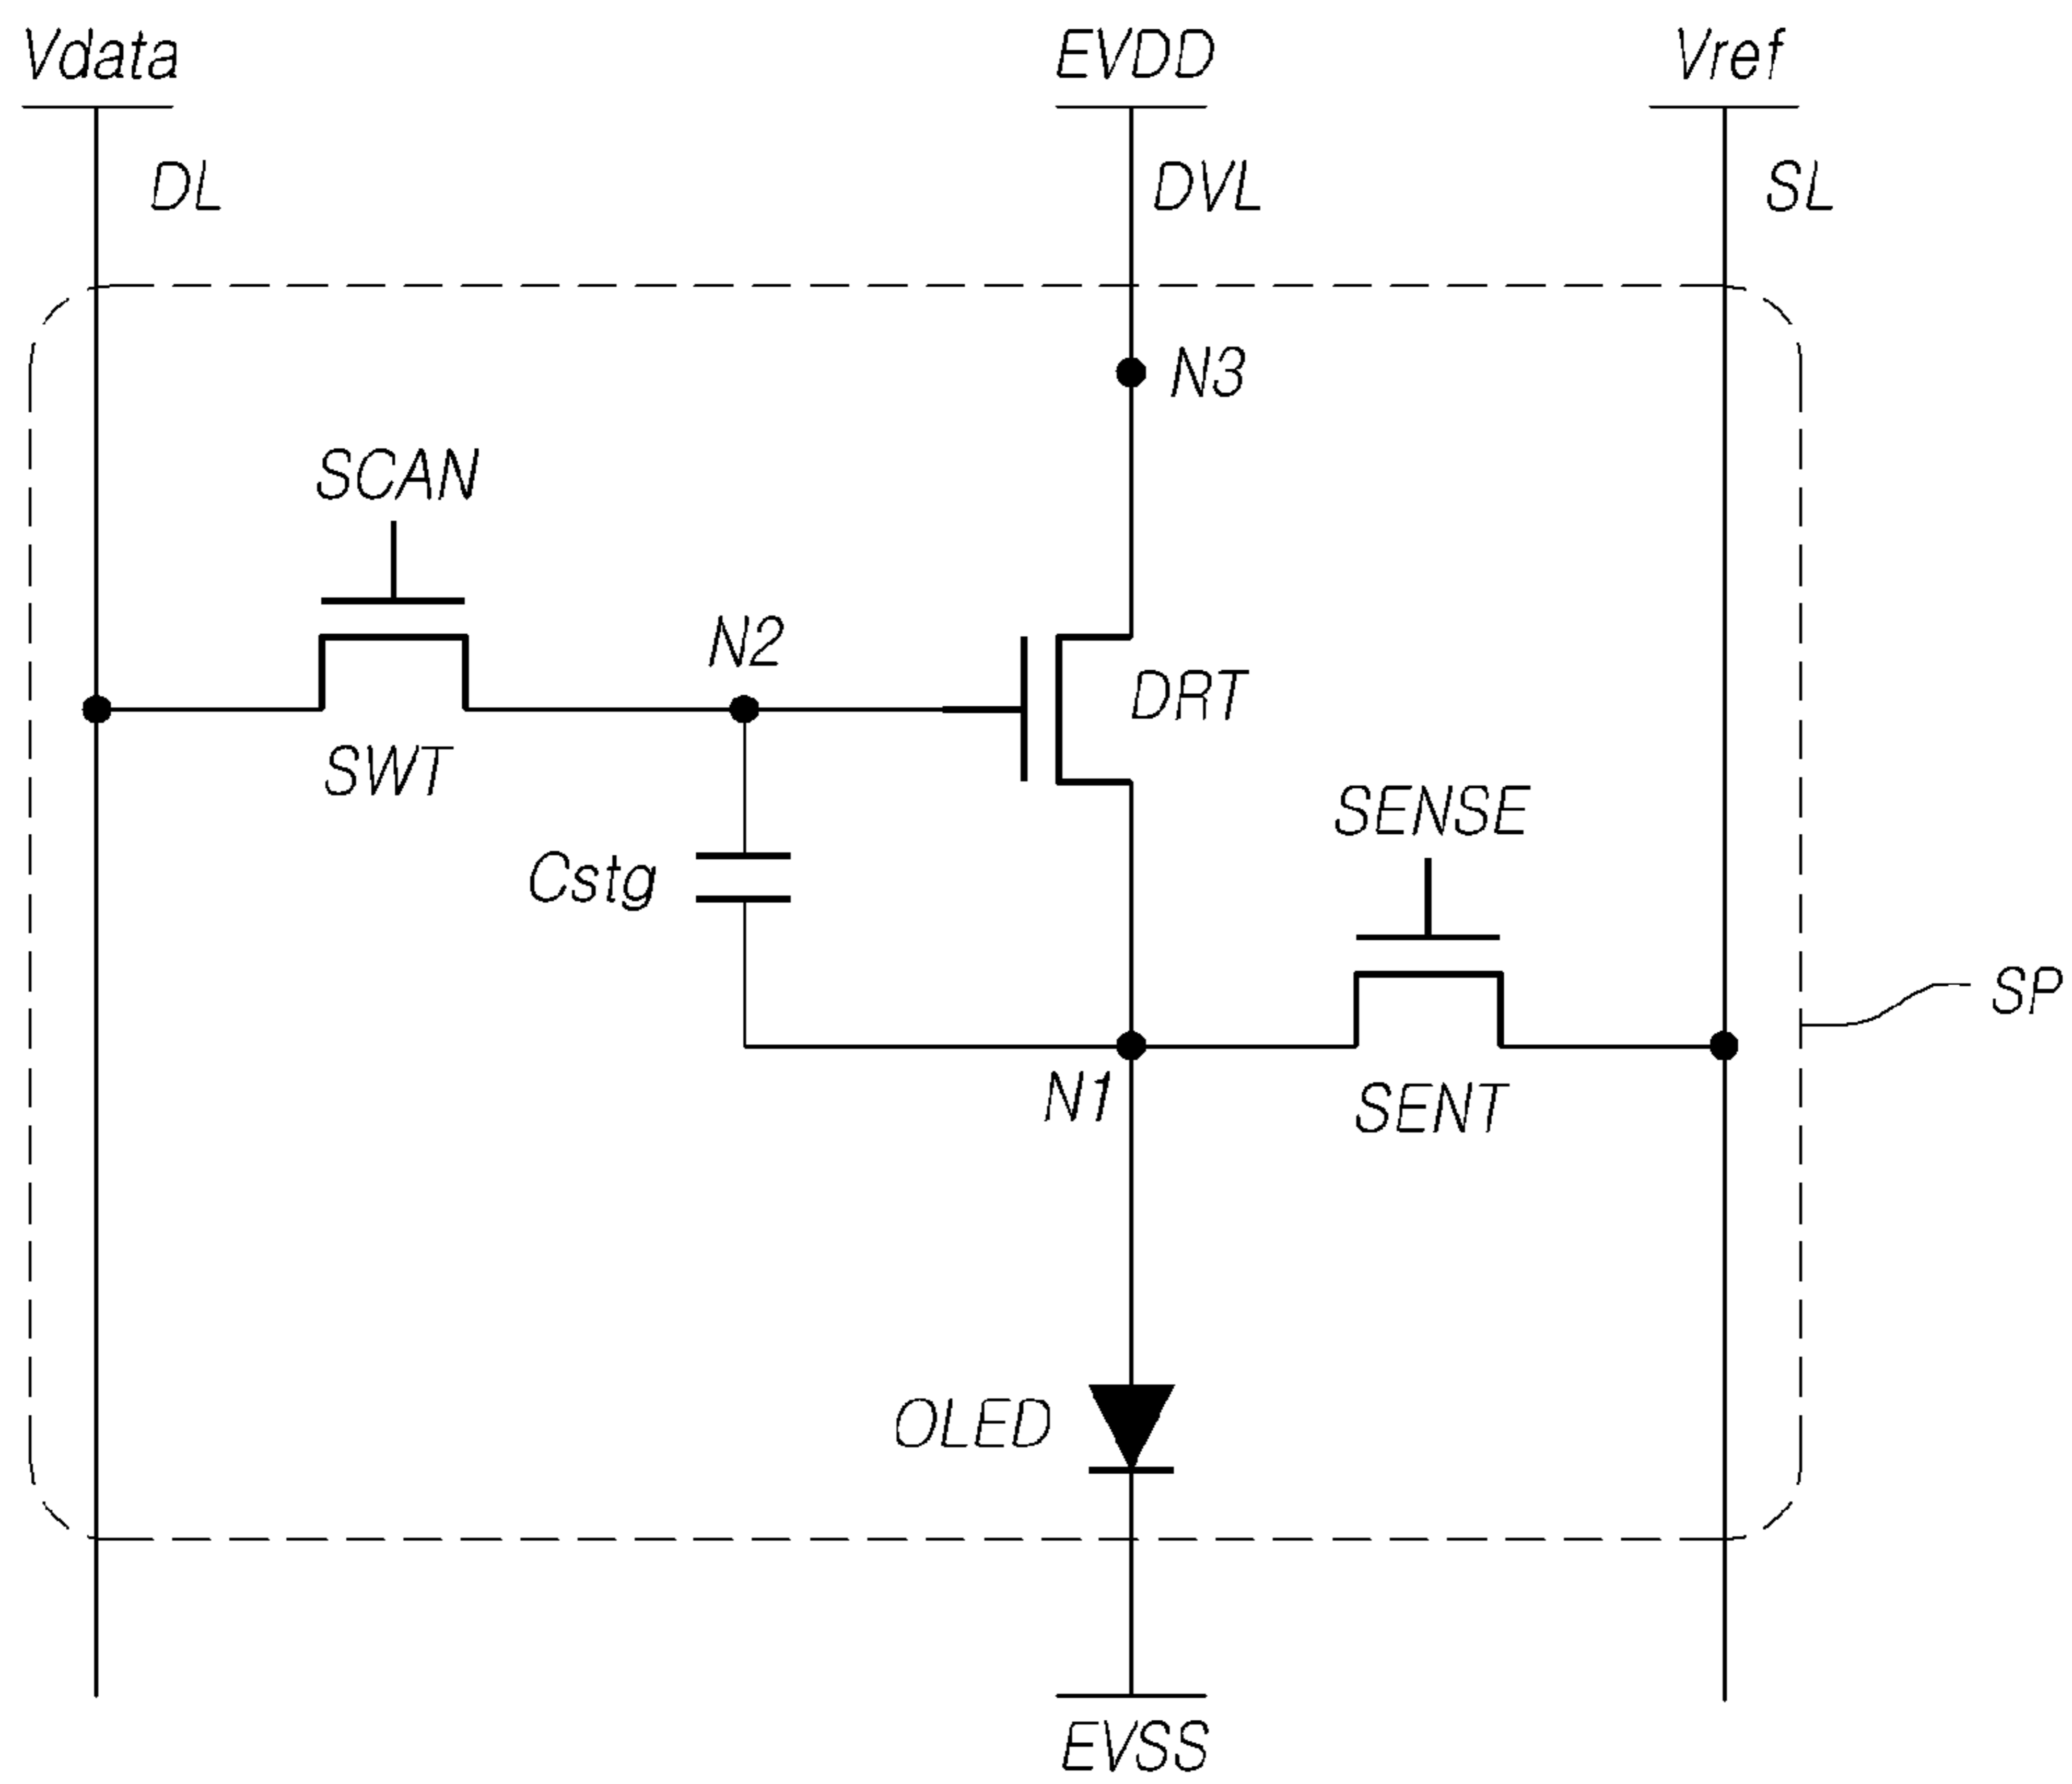 Vdata
EVDD
Vref
DL
DVL
SL
N3
SCAN
N2
DRT
SWT
SENSE
Cstg
SP
N1
SENT
OLED
EVSS